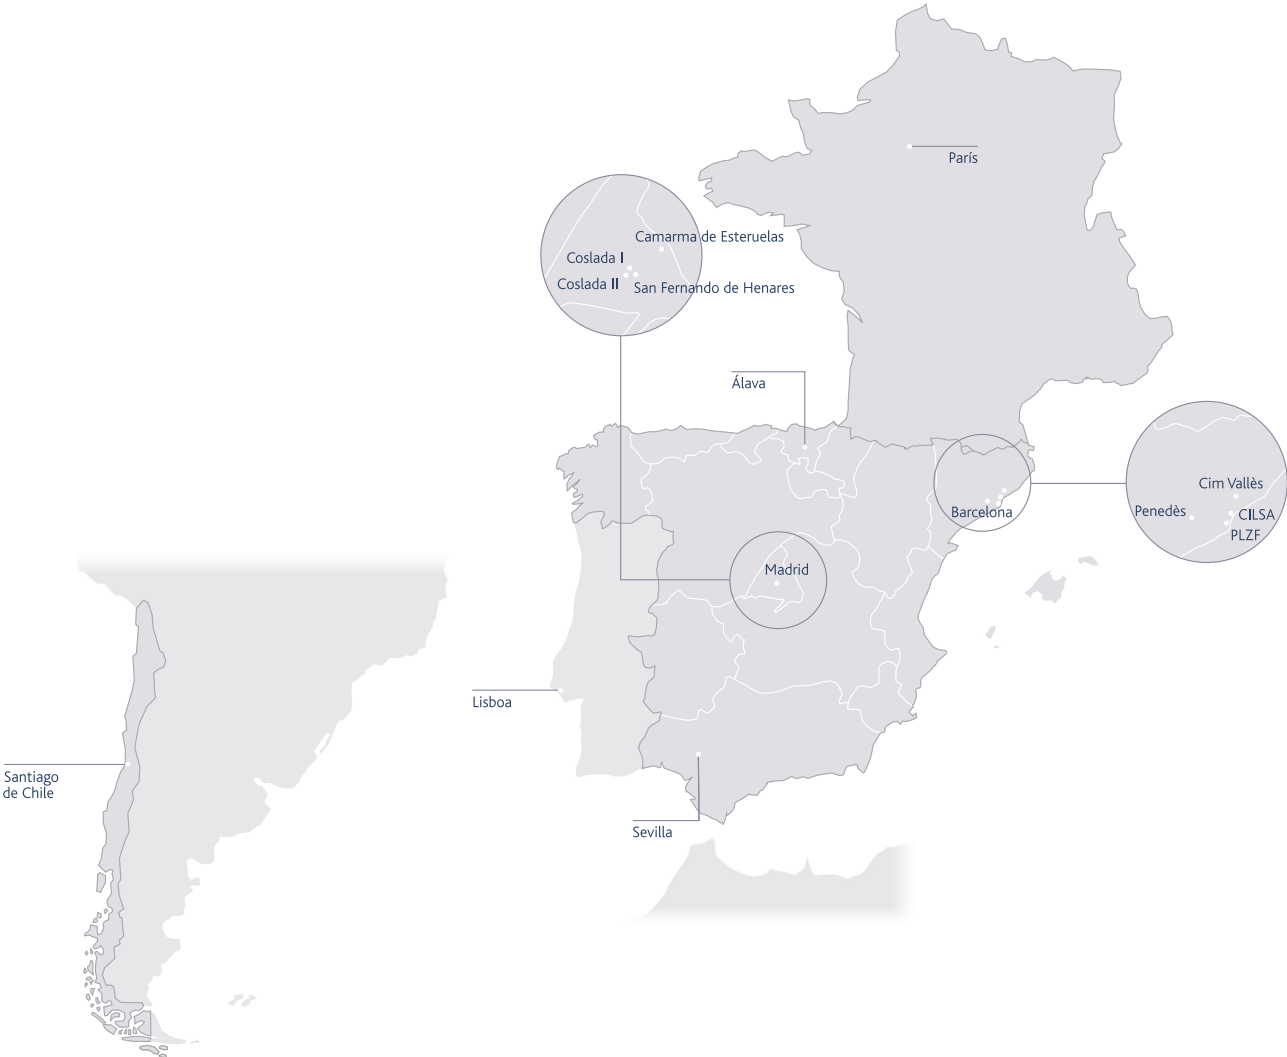 París
Camarma de Esteruelas
Coslada I
Coslada II
San Fernando de Henares
Álava
Cim Vallès
Penedès
CILSA
PLZF
Barcelona
Madrid
Lisboa
Santiago
de Chile
Sevilla